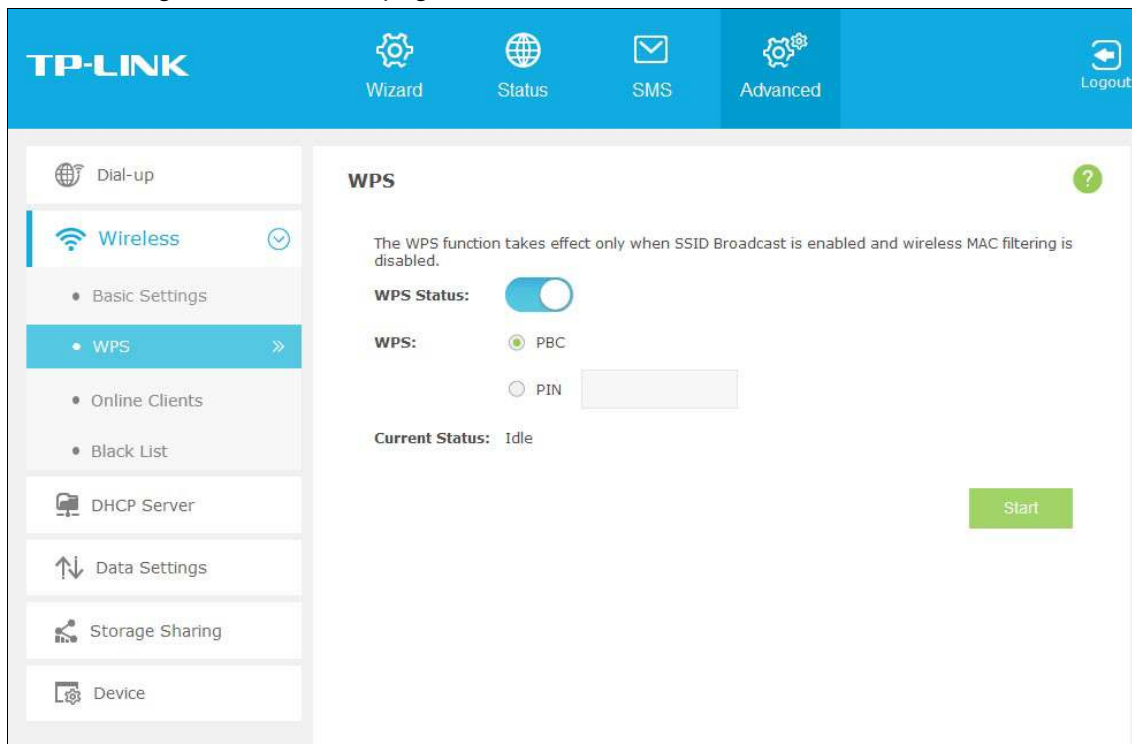 TP-LINK
Wizard
Status
SMS
Advanced
Logout
Dial-up
Wireless
Basic Settings
WPS
Online Clients
Black List
DHCP Server
Data Settings
Storage Sharing
Device
WPS
?
The WPS function takes effect only when SSID Broadcast is enabled and wireless MAC filtering is
disabled.
WPS Status:
WPS: PBC
PIN
Current Status: Idle
Start